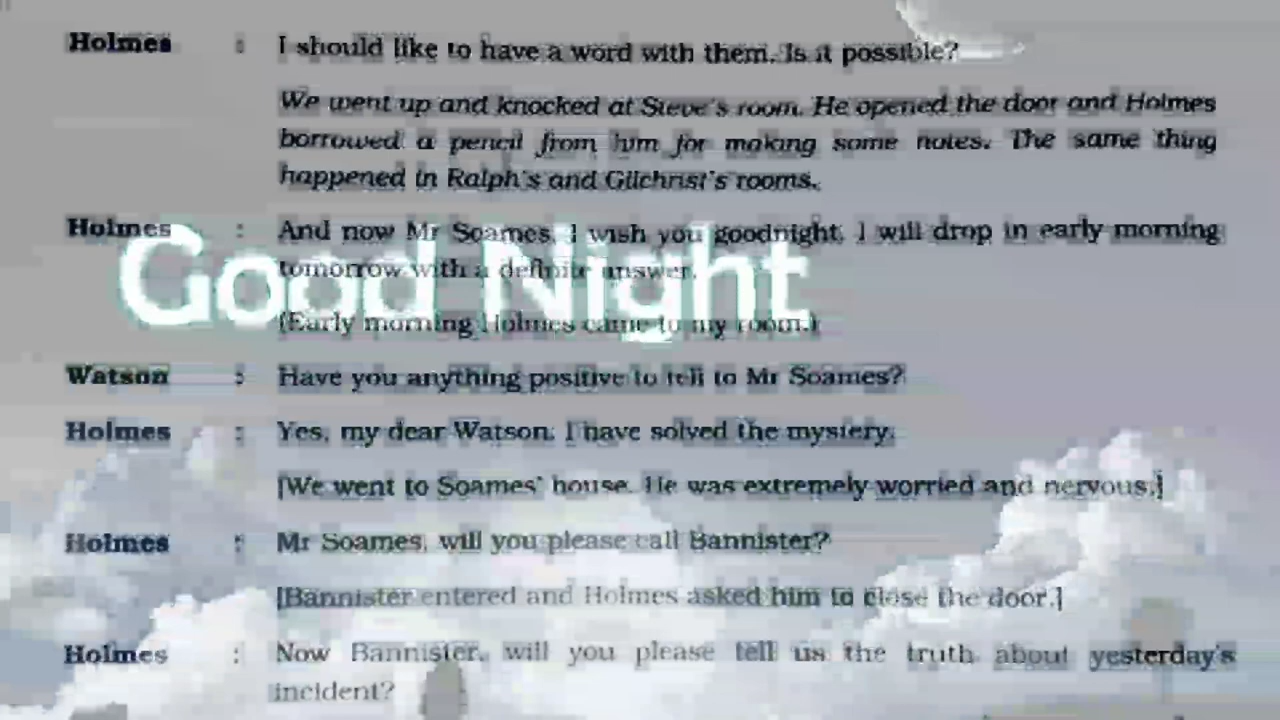 Holmes : I should like to have a word with them. Is it possible?
We went up and knocked at Steve's room. He opened the door and Holmes
borrowed a pencil from him for making some notes. The same thing
happened in Ralph's and Gilchrist's rooms.
Holmes : And now Mr Soames, I wish you goodnight. I will drop in early morning
tomorrow with a definite answer.
Good Night
(Early morning Holmes came to my room.)
Watson : Have you anything positive to tell to Mr Soames?
Holmes : Yes, my dear Watson. I have solved the mystery.
[We went to Soames' house. He was extremely worried and nervous.]
Holmes : Mr Soames, will you please call Bannister?
[Bannister entered and Holmes asked him to close the door.]
Holmes : Now Bannister, will you please tell us the truth about yesterday's
incident?